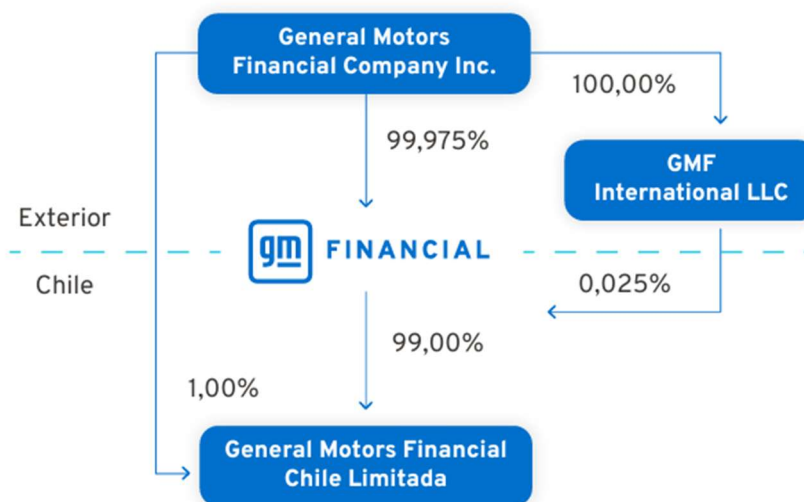 General Motors
Financial Company Inc.
100,00%
99,975%
GMF
International LLC
Exterior
gm FINANCIAL
Chile
0,025%
99,00%
1,00%
General Motors Financial
Chile Limitada